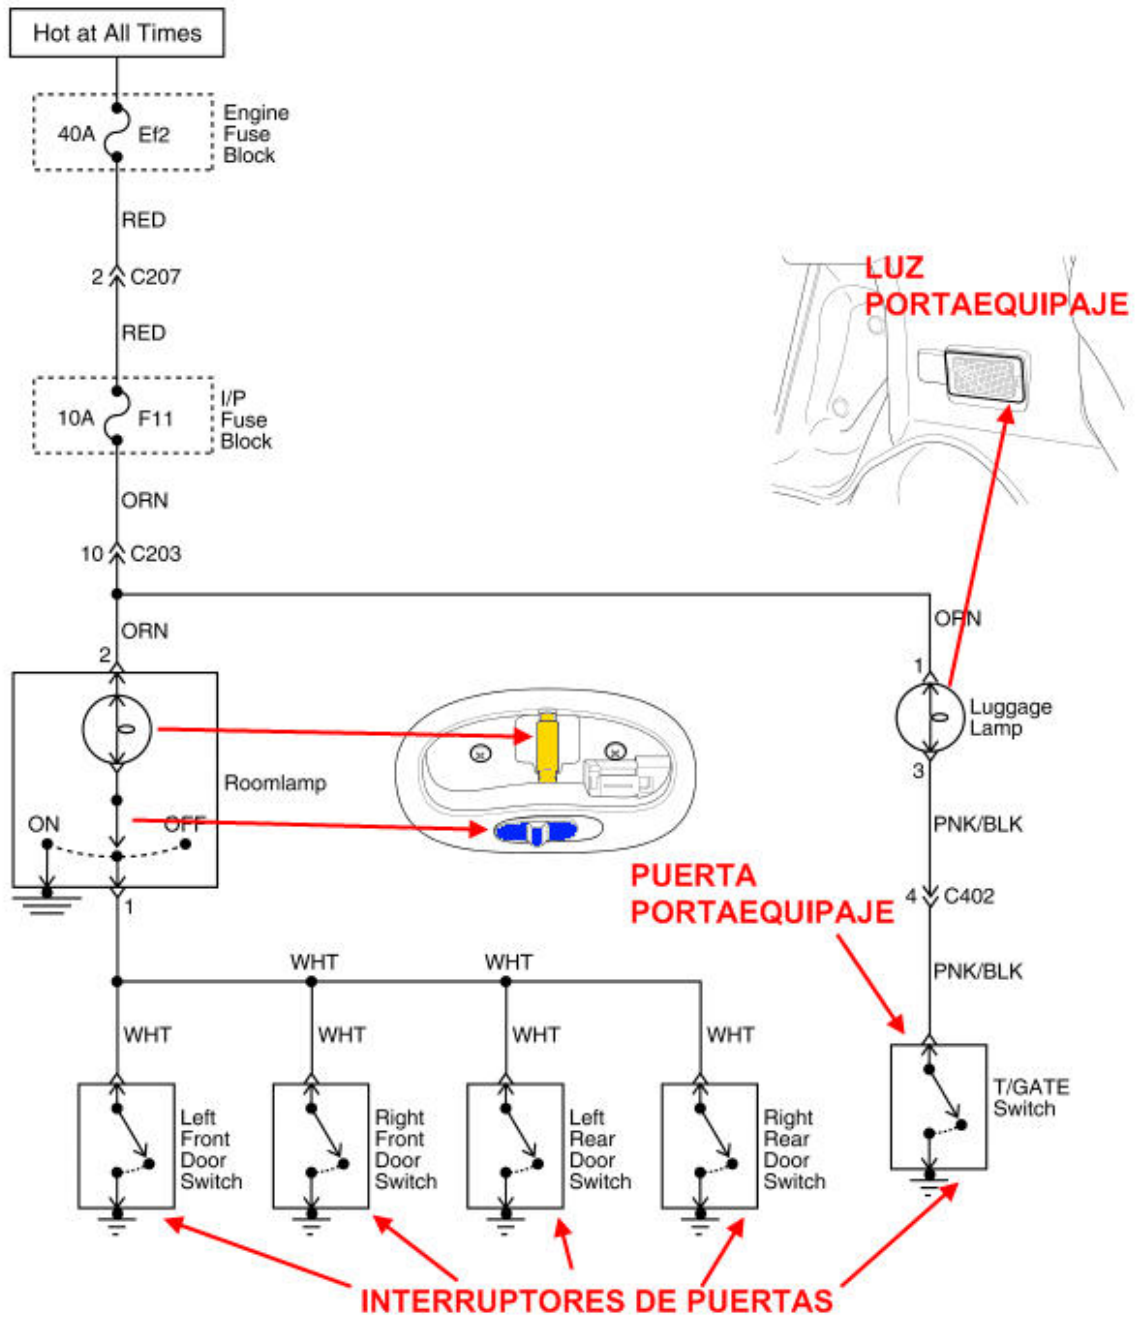 Hot at All Times
40A
Ef2
Engine
Fuse
Block
RED
2
C207
RED
10A
F11
I/P
Fuse
Block
ORN
10
C203
LUZ
PORTAEQUIPAJE
ORN
2
ORN
1
Luggage
Lamp
3
Roomlamp
ON
OFF
1
PNK/BLK
PUERTA
PORTAEQUIPAJE
4
C402
PNK/BLK
WHT
WHT
WHT
WHT
WHT
WHT
Left
Front
Door
Switch
Right
Front
Door
Switch
Left
Rear
Door
Switch
Right
Rear
Door
Switch
T/GATE
Switch
INTERRUPTORES DE PUERTAS